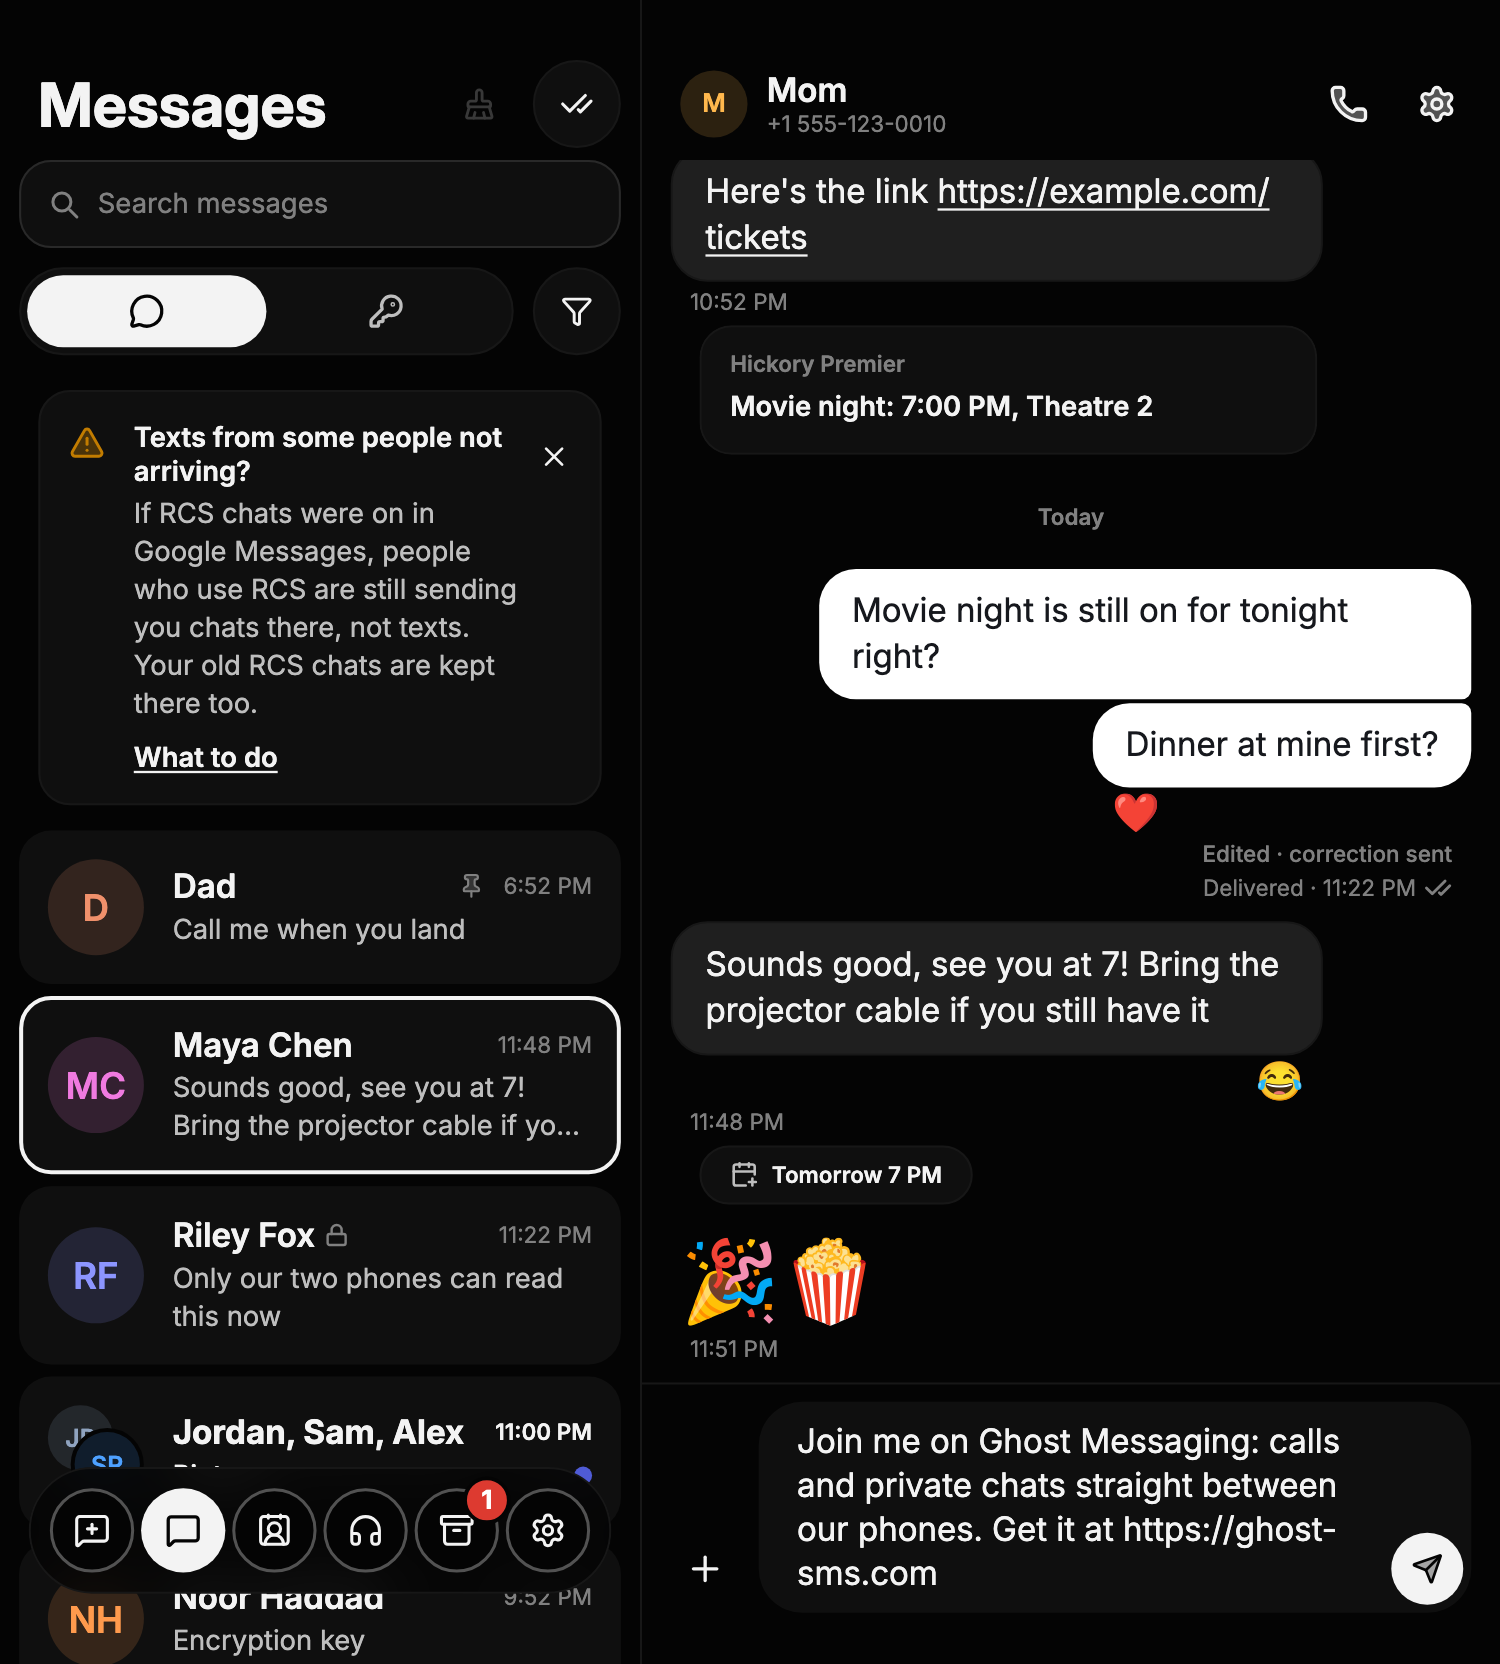 Messages
Search messages
Texts from some people not
arriving?
If RCS chats were on in
Google Messages, people
who use RCS are still sending
you chats there, not texts.
Your old RCS chats are kept
there too.
What to do
D
Dad
6:52 PM
Call me when you land
MC
Maya Chen
11:48 PM
Sounds good, see you at 7!
Bring the projector cable if yo...
RF
Riley Fox
11:22 PM
Only our two phones can read
this now
SR
Jordan, Sam, Alex
11:00 PM
1
NH
Noor Haddad
9:52 PM
Encryption key
M
Mom
+1 555-123-0010
Here's the link https://example.com/
tickets
10:52 PM
Hickory Premier
Movie night: 7:00 PM, Theatre 2
Today
Movie night is still on for tonight
right?
Dinner at mine first?
Edited · correction sent
Delivered · 11:22 PM
Sounds good, see you at 7! Bring the
projector cable if you still have it
11:48 PM
Tomorrow 7 PM
11:51 PM
Join me on Ghost Messaging: calls
and private chats straight between
our phones. Get it at https://ghost-
sms.com